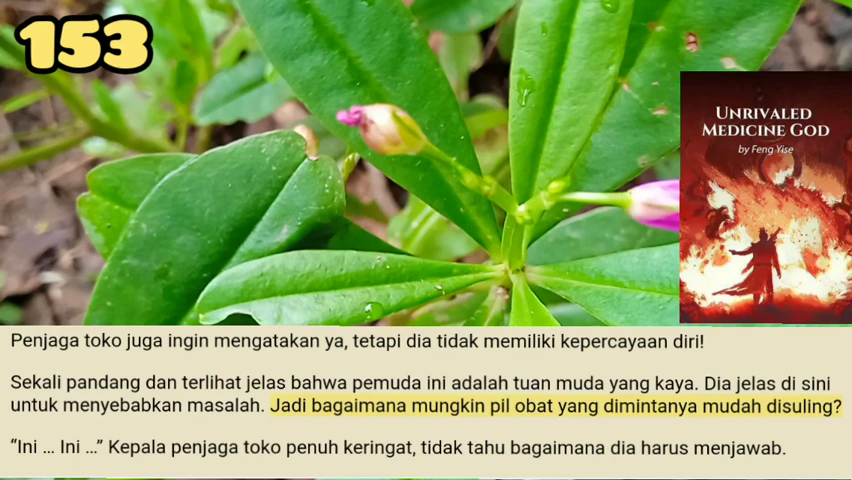 153
UNRIVALED
MEDICINE GOD
by Feng Yise
Penjaga toko juga ingin mengatakan ya, tetapi dia tidak memiliki kepercayaan diri!
Sekali pandang dan terlihat jelas bahwa pemuda ini adalah tuan muda yang kaya. Dia jelas di sini
untuk menyebabkan masalah. Jadi bagaimana mungkin pil obat yang dimintanya mudah disuling?
“Ini ... Ini ...” Kepala penjaga toko penuh keringat, tidak tahu bagaimana dia harus menjawab.